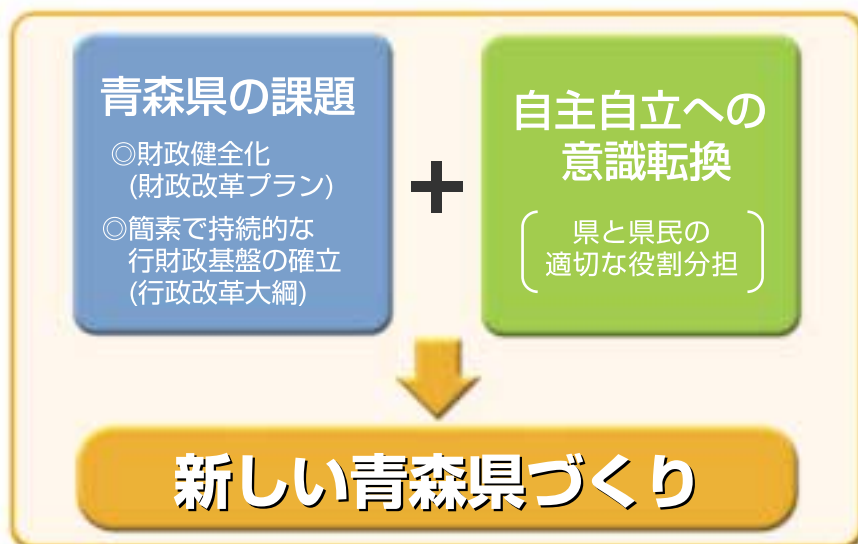 青森県の課題
◎財政健全化
(財政改革プラン)
◎簡素で持続的な
行財政基盤の確立
(行政改革大綱)
+
自主自立への
意識転換
県と県民の
適切な役割分担
新しい青森県づくり